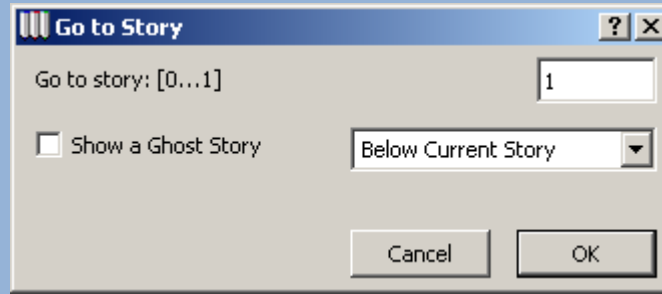 Go to Story
Go to story: [0...1] 1
Show a Ghost Story Below Current Story
Cancel OK